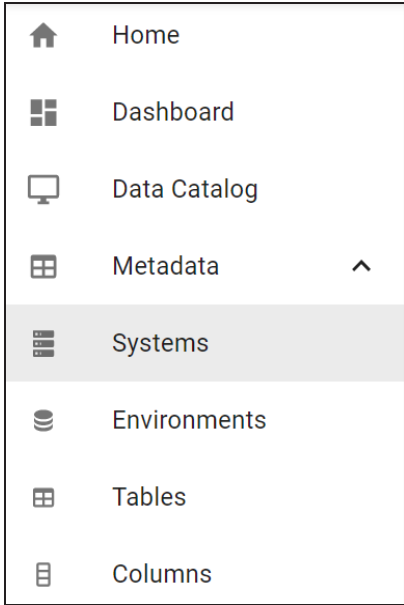 Home
Dashboard
Data Catalog
Metadata
Systems
Environments
Tables
Columns